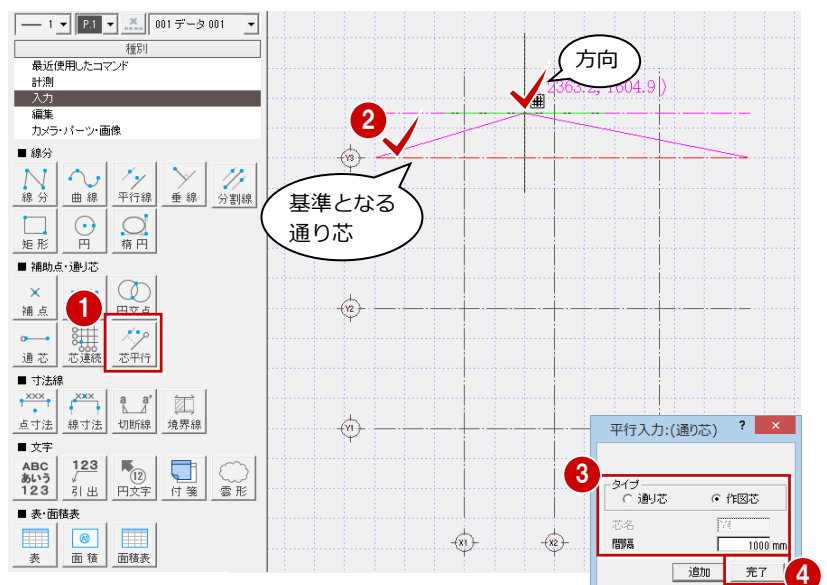 1 P.1 001 データ 001
種別
最近使用したコマンド
計測
入力
編集
カメラ・パーツ・画像
■ 線分
線 分 曲 線 平行線 垂 線 分割線
矩 形 円 楕 円
■ 補助点・通り芯
補 点 円交点
1
通 芯 芯連続 芯平行
■ 寸法線
XXX XXX a a'
点寸法 線寸法 切断線 境界線
■ 文字
ABC あいう 123 123 12
引 出 円文字 付 箋 雲 形
■ 表・面積表
表 面 積 面積表
方向
2363.2, 1604.9 )
2
Y3
基準となる
通り芯
Y2
Y1
X1 X2
平行入力:(通り芯) ? ×
3
タイプ
通り芯 作図芯
芯名 Y4
間隔 1000 mm
追加 完了
4